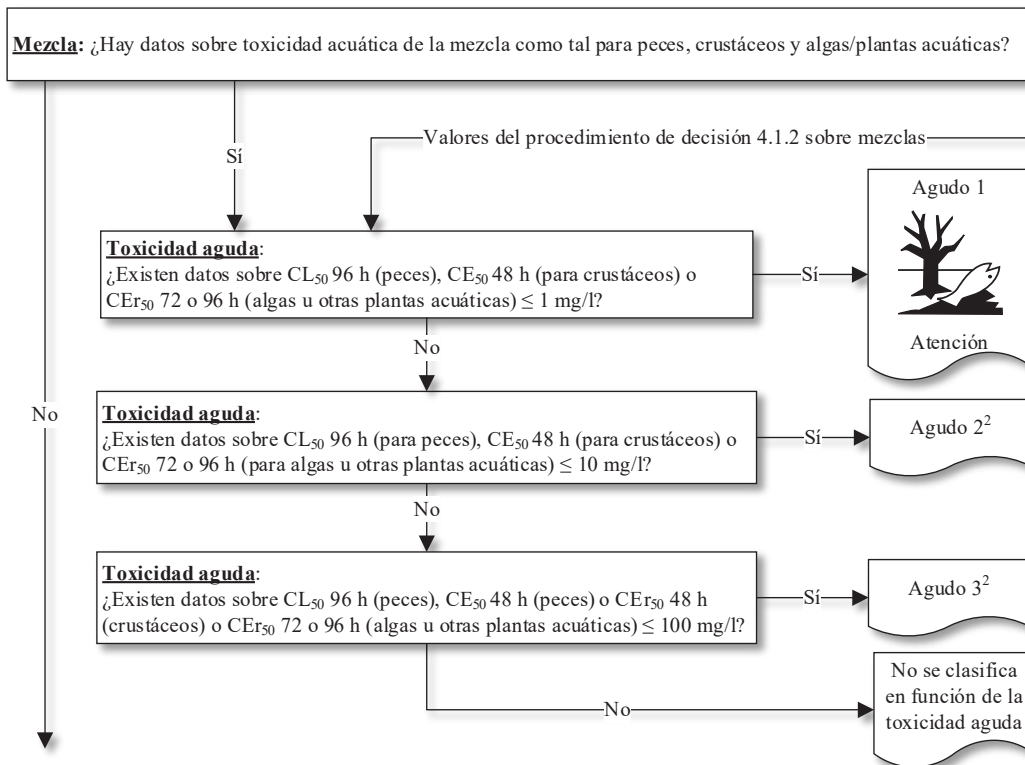 Mezcla: ¿Hay datos sobre toxicidad acuática de la mezcla como tal para peces, crustáceos y algas/plantas acuáticas?
Valores del procedimiento de decisión 4.1.2 sobre mezclas
Sí
Agudo 1
Toxicidad aguda:
¿Existen datos sobre CL50 96 h (peces), CE50 48 h (para crustáceos) o
CEr50 72 o 96 h (algas u otras plantas acuáticas) ≤ 1 mg/l?
Sí
Atención
No
No
Toxicidad aguda:
¿Existen datos sobre CL50 96 h (para peces), CE50 48 h (para crustáceos) o
CEr50 72 o 96 h (para algas u otras plantas acuáticas) ≤ 10 mg/l?
Sí
Agudo 2²
No
Toxicidad aguda:
¿Existen datos sobre CL50 96 h (peces), CE50 48 h (peces) o CEr50 48 h
(crustáceos) o CEr50 72 o 96 h (algas u otras plantas acuáticas) ≤ 100 mg/l?
Sí
Agudo 3²
No
No se clasifica
en función de la
toxicidad aguda